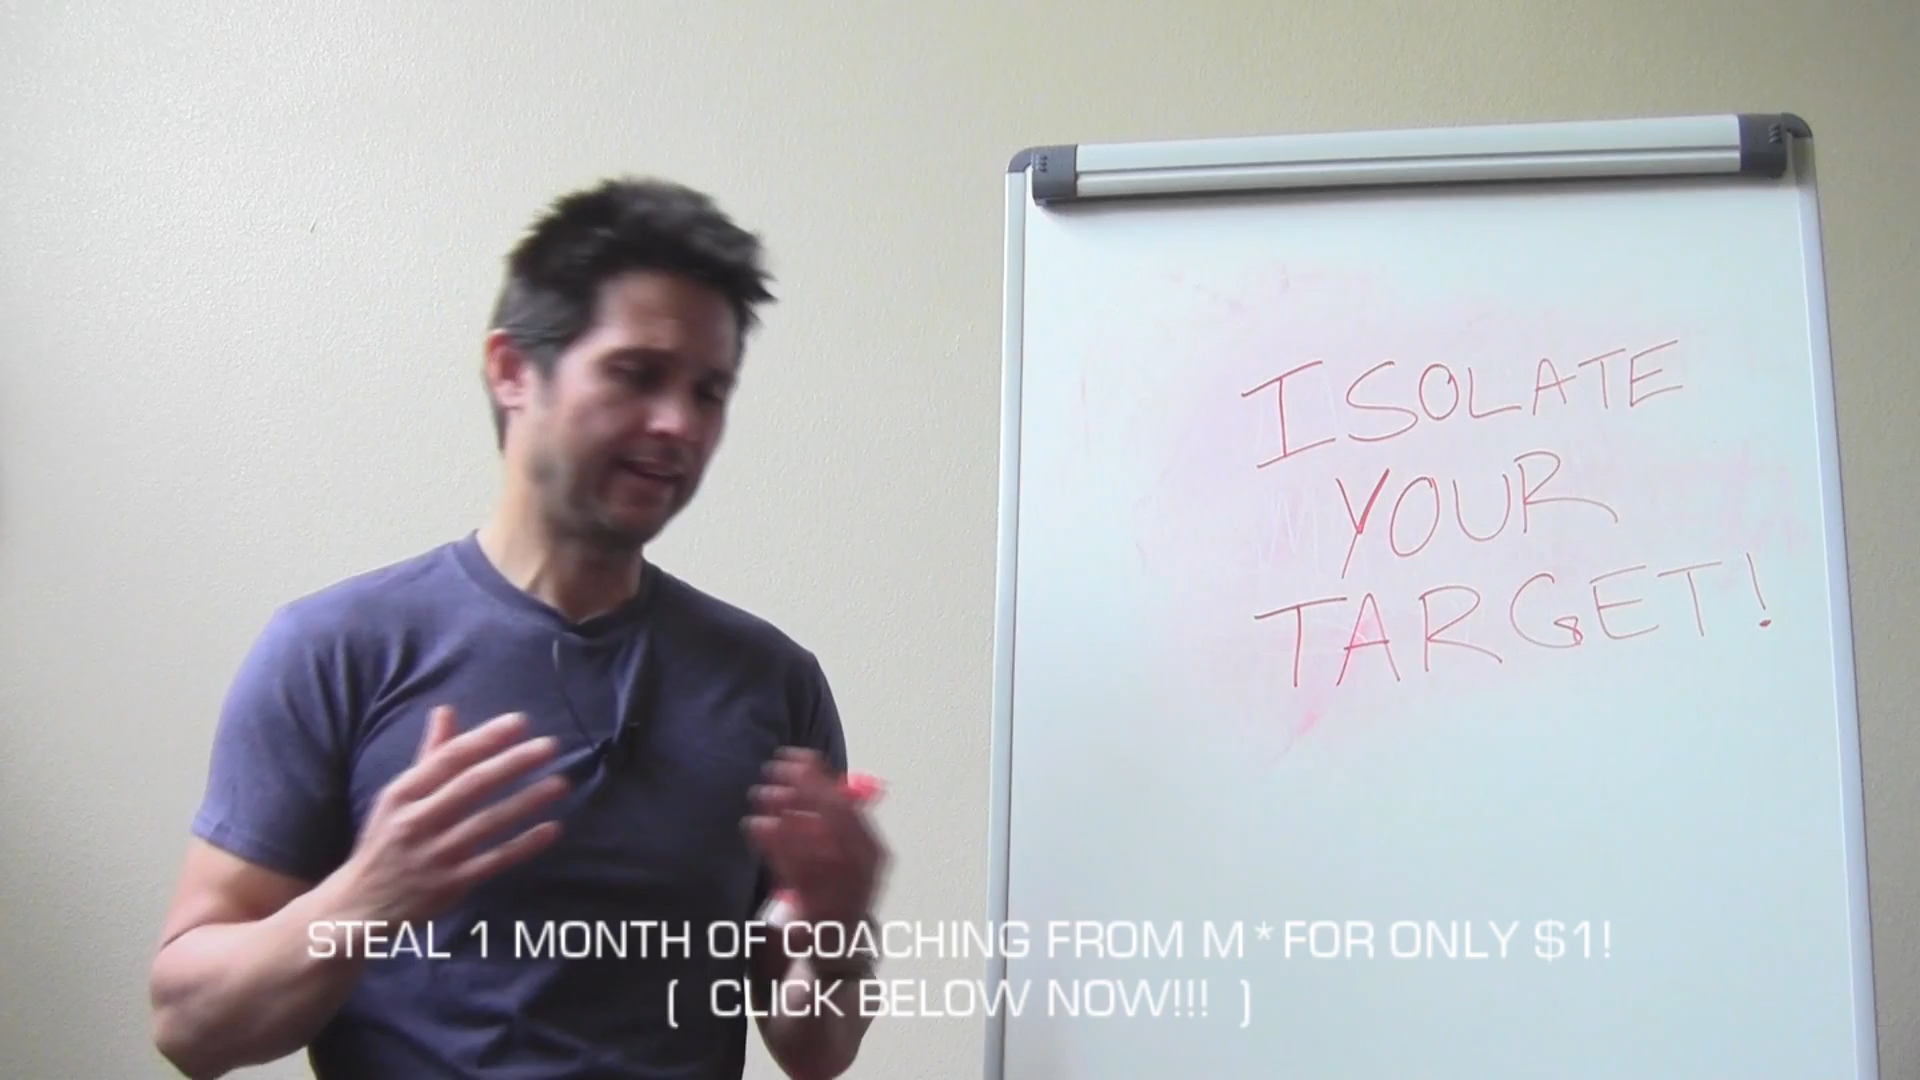 ISOLATE
YOUR
TARGET!
STEAL 1 MONTH OF COACHING FROM M*FOR ONLY $1!
( CLICK BELOW NOW!!! )